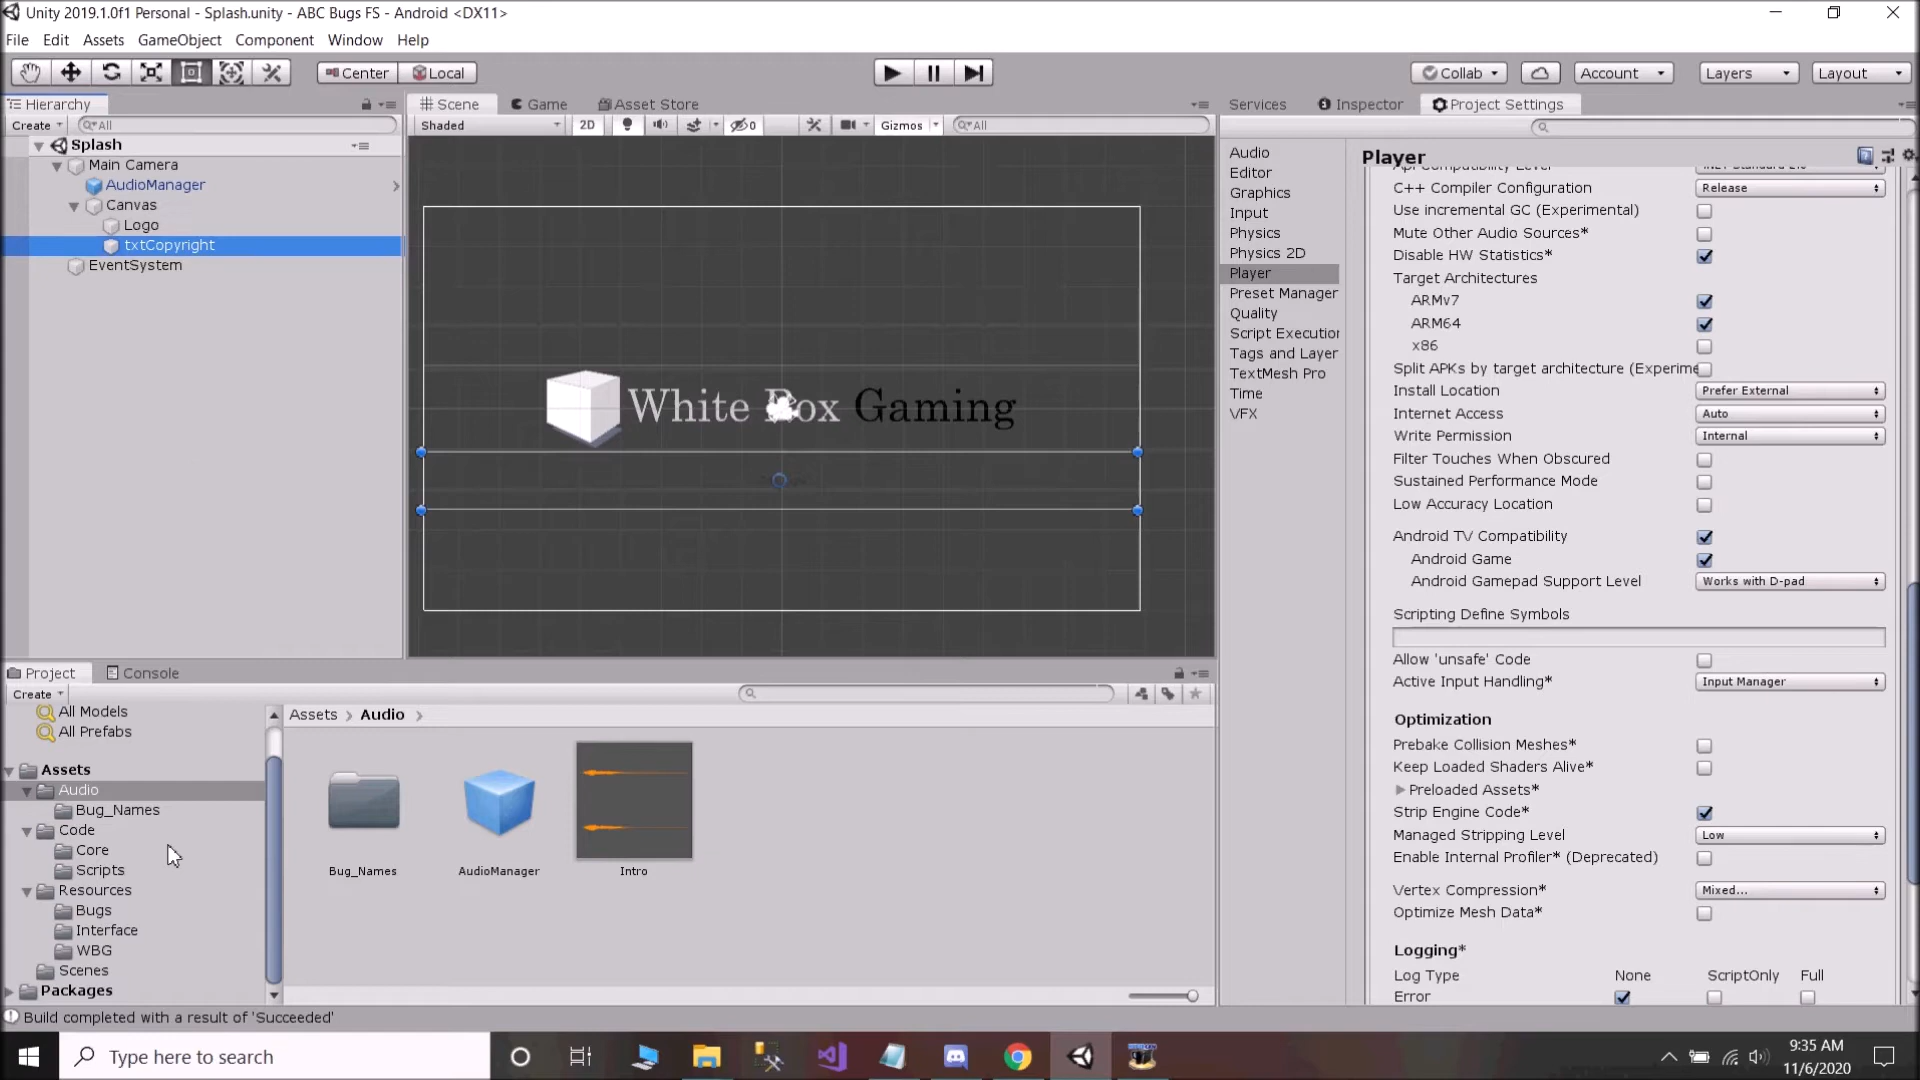 Unity 2019.1.0f1 Personal - Splash.unity - ABC Bugs FS - Android <DX11>
File Edit Assets GameObject Component Window Help
Center Local Collab Account Layers Layout
Hierarchy
Create All
Splash
Main Camera
AudioManager
Canvas
Logo
txtCopyright
EventSystem
Scene Game Asset Store
Shaded 2D 0 Gizmos All
White Box Gaming
Services Inspector Project Settings
Audio
Editor
Graphics
Input
Physics
Physics 2D
Player
Preset Manager
Quality
Script Execution
Tags and Layer
TextMesh Pro
Time
VFX
Player
C++ Compiler Configuration Release
Use incremental GC (Experimental)
Mute Other Audio Sources*
Disable HW Statistics*
Target Architectures
ARMv7
ARM64
x86
Split APKs by target architecture (Experime
Install Location Prefer External
Internet Access Auto
Write Permission Internal
Filter Touches When Obscured
Sustained Performance Mode
Low Accuracy Location
Android TV Compatibility
Android Game
Android Gamepad Support Level Works with D-pad
Scripting Define Symbols
Allow 'unsafe' Code
Active Input Handling* Input Manager
Optimization
Prebake Collision Meshes*
Keep Loaded Shaders Alive*
Preloaded Assets*
Strip Engine Code*
Managed Stripping Level Low
Enable Internal Profiler* (Deprecated)
Vertex Compression* Mixed...
Optimize Mesh Data*
Logging*
Log Type None ScriptOnly Full
Error
Project Console
Create
All Models
All Prefabs
Assets
Audio
Bug_Names
Code
Core
Scripts
Resources
Bugs
Interface
WBG
Scenes
Packages
Assets > Audio >
Bug_Names AudioManager Intro
Build completed with a result of 'Succeeded'
Type here to search
9:35 AM
11/6/2020